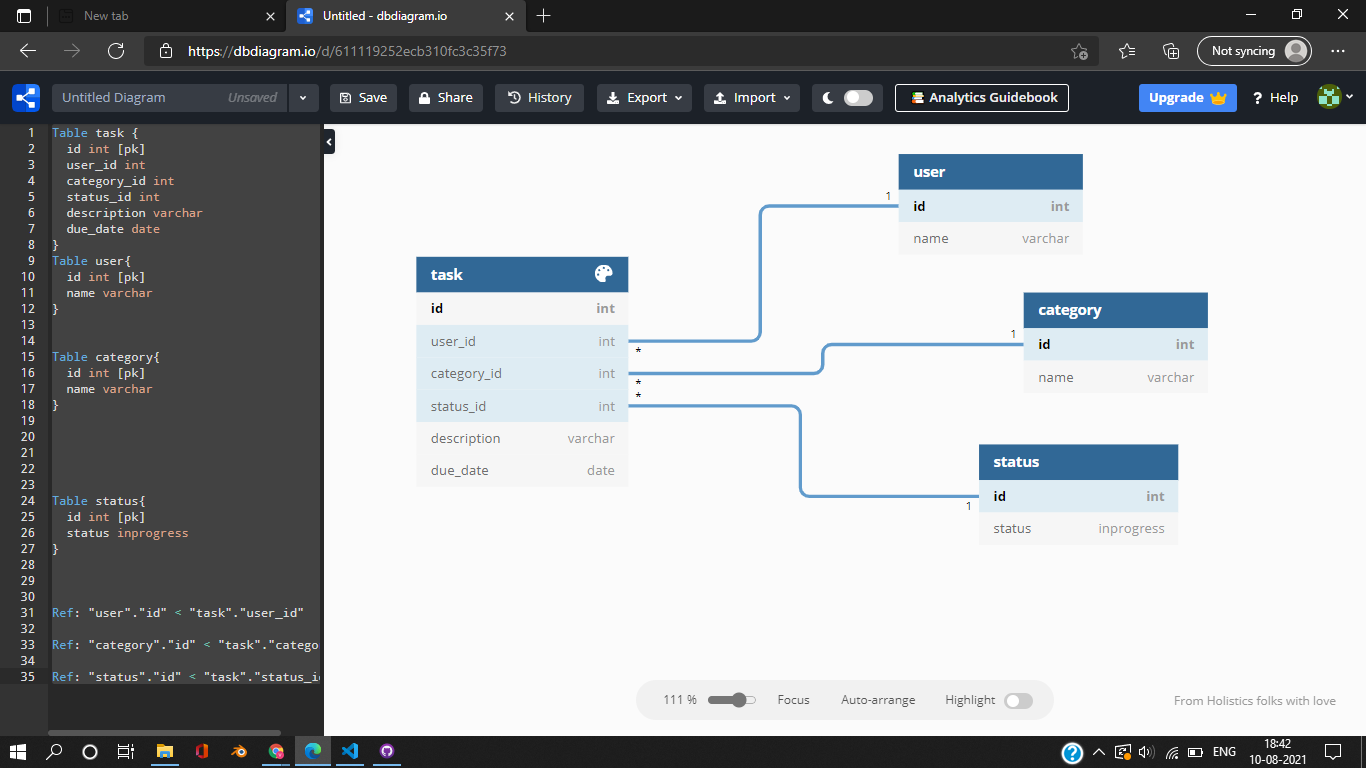 New tab
Untitled - dbdiagram.io
https://dbdiagram.io/d/611119252ecb310fc3c35f73
Not syncing
Untitled Diagram Unsaved
Save
Share
History
Export
Import
Analytics Guidebook
Upgrade
? Help
1 Table task {
2 id int [pk]
3 user_id int
4 category_id int
5 status_id int
6 description varchar
7 due_date date
8 }
9 Table user{
10 id int [pk]
11 name varchar
12 }
13
14
15 Table category{
16 id int [pk]
17 name varchar
18 }
19
20
21
22
23
24 Table status{
25 id int [pk]
26 status inprogress
27 }
28
29
30
31 Ref: "user"."id" < "task"."user_id"
32
33 Ref: "category"."id" < "task"."catego
34
35 Ref: "status"."id" < "task"."status_i
task
id int
user_id int
category_id int
status_id int
description varchar
due_date date
*
*
*
user
1
id int
name varchar
category
1
id int
name varchar
status
1
id int
status inprogress
111 %
Focus
Auto-arrange
Highlight
From Holistics folks with love
ENG
18:42
10-08-2021